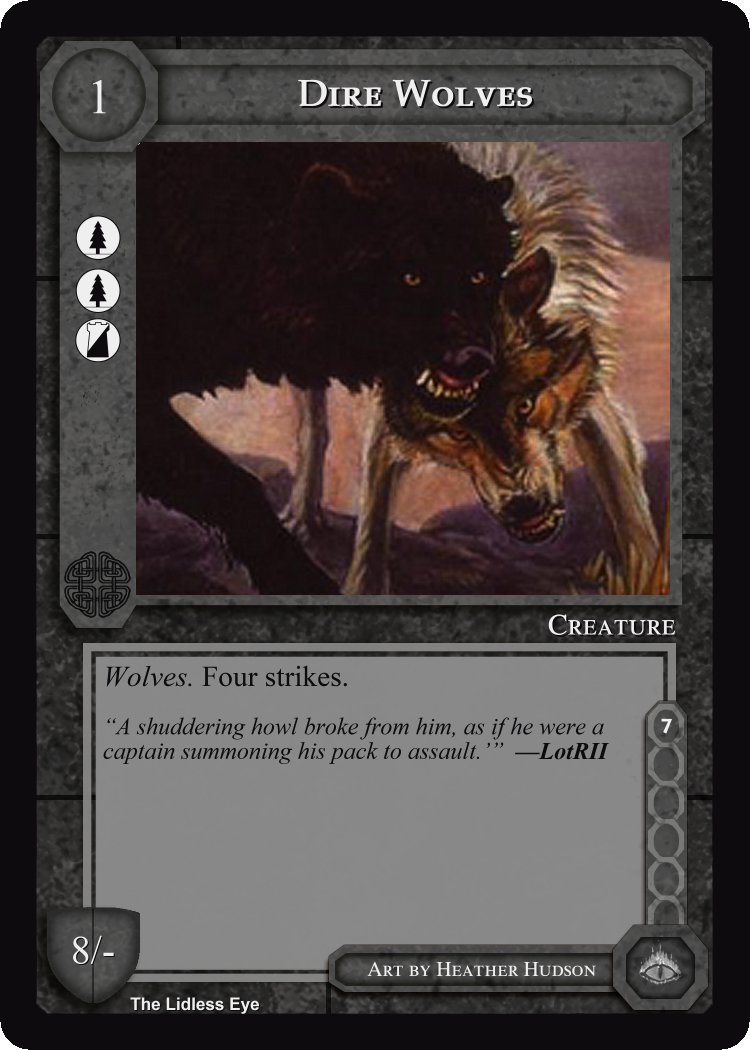 1
DIRE WOLVES
CREATURE
Wolves. Four strikes.
“A shuddering howl broke from him, as if he were a
captain summoning his pack to assault.’” —LotRII
7
8/-
ART BY HEATHER HUDSON
The Lidless Eye